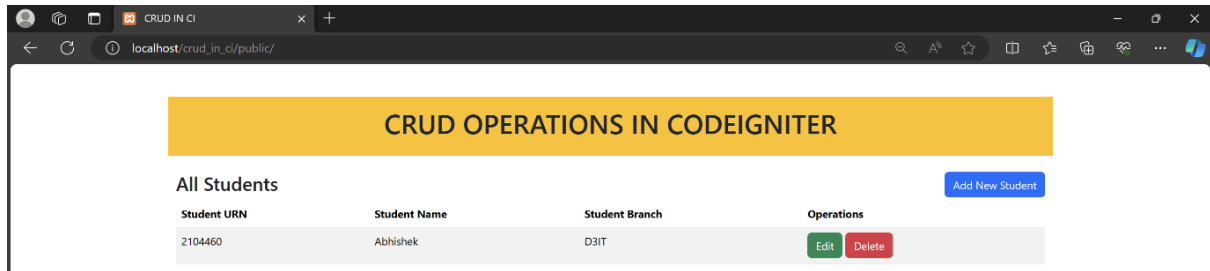 CRUD IN CI
localhost/crud_in_ci/public/
CRUD OPERATIONS IN CODEIGNITER
All Students
Add New Student
Student URN Student Name Student Branch Operations
2104460 Abhishek D3IT Edit Delete